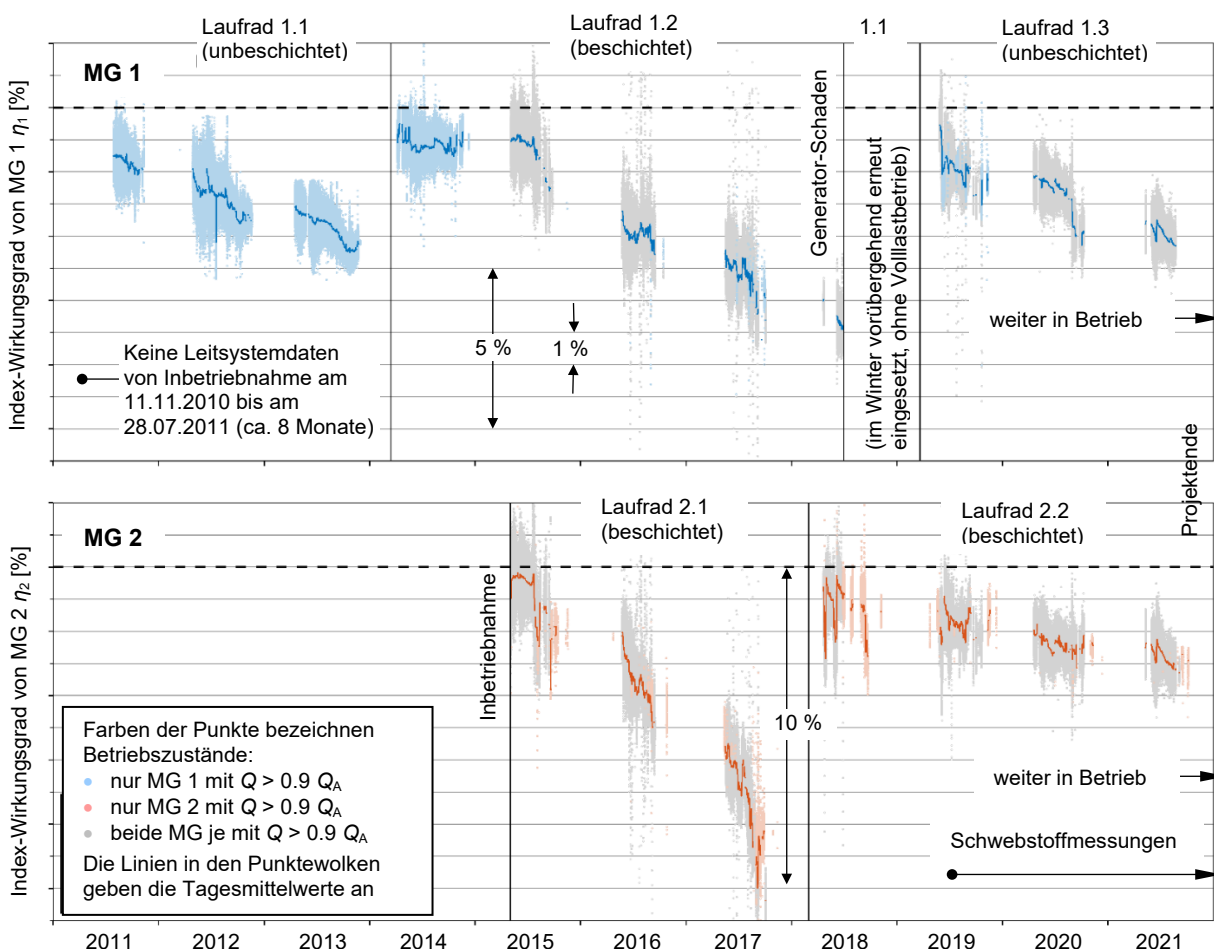 Laufrad 1.1
(unbeschichtet)
Laufrad 1.2
(beschichtet)
1.1
Laufrad 1.3
(unbeschichtet)
MG 1
Index-Wirkungsgrad von MG 1 η1 [%]
Generator-Schaden
(im Winter vorübergehend erneut
eingesetzt, ohne Volllastbetrieb)
5 %
1 %
weiter in Betrieb
Keine Leitsystemdaten
von Inbetriebnahme am
11.11.2010 bis am
28.07.2011 (ca. 8 Monate)
Projektende
Laufrad 2.1
(beschichtet)
Laufrad 2.2
(beschichtet)
MG 2
Index-Wirkungsgrad von MG 2 η2 [%]
Inbetriebnahme
10 %
weiter in Betrieb
Schwebstoffmessungen
Farben der Punkte bezeichnen
Betriebszustände:
nur MG 1 mit Q > 0.9 QA
nur MG 2 mit Q > 0.9 QA
beide MG je mit Q > 0.9 QA
Die Linien in den Punktewolken
geben die Tagesmittelwerte an
2011 2012 2013 2014 2015 2016 2017 2018 2019 2020 2021